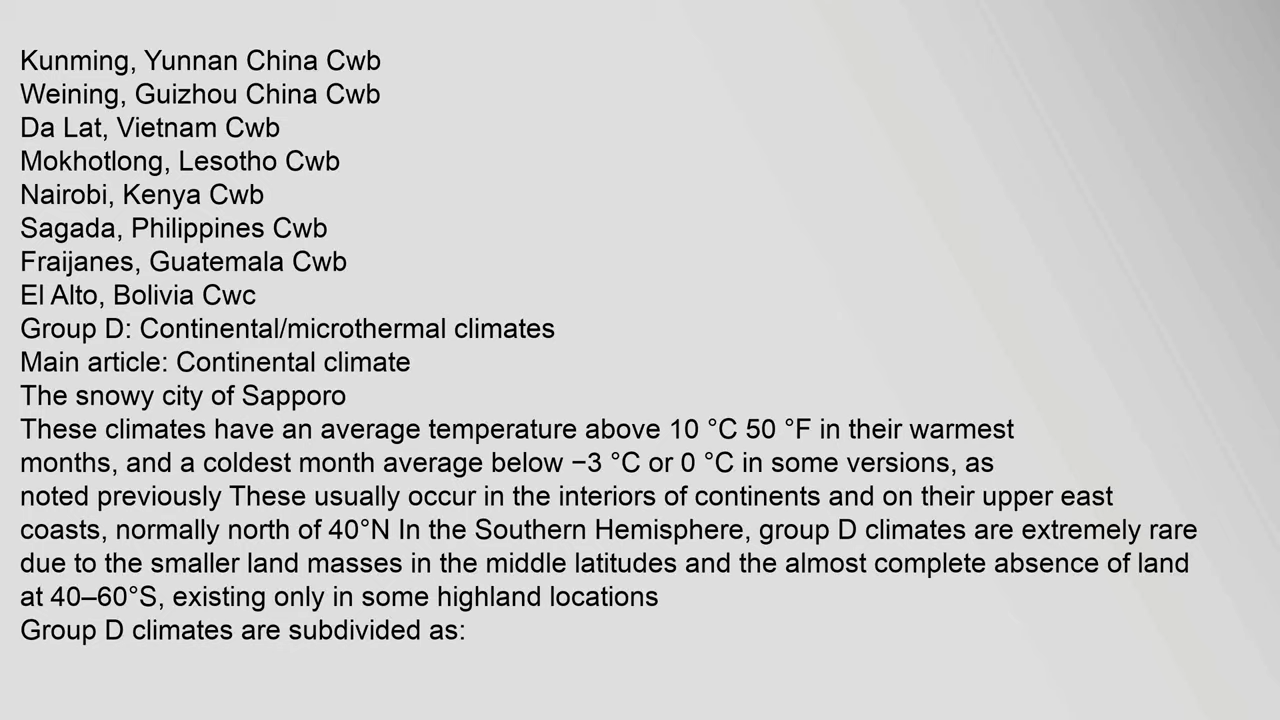 Kunming, Yunnan China Cwb
Weining, Guizhou China Cwb
Da Lat, Vietnam Cwb
Mokhotlong, Lesotho Cwb
Nairobi, Kenya Cwb
Sagada, Philippines Cwb
Fraijanes, Guatemala Cwb
El Alto, Bolivia Cwc
Group D: Continental/microthermal climates
Main article: Continental climate
The snowy city of Sapporo
These climates have an average temperature above 10 °C 50 °F in their warmest
months, and a coldest month average below −3 °C or 0 °C in some versions, as
noted previously These usually occur in the interiors of continents and on their upper east
coasts, normally north of 40°N In the Southern Hemisphere, group D climates are extremely rare
due to the smaller land masses in the middle latitudes and the almost complete absence of land
at 40–60°S, existing only in some highland locations
Group D climates are subdivided as: